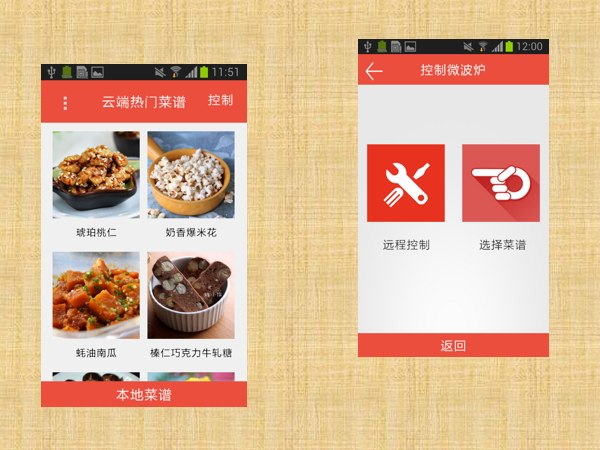 11:51
云端热门菜谱
控制
琥珀桃仁
奶香爆米花
蚝油南瓜
榛仁巧克力牛轧糖
本地菜谱
12:00
控制微波炉
远程控制
选择菜谱
返回